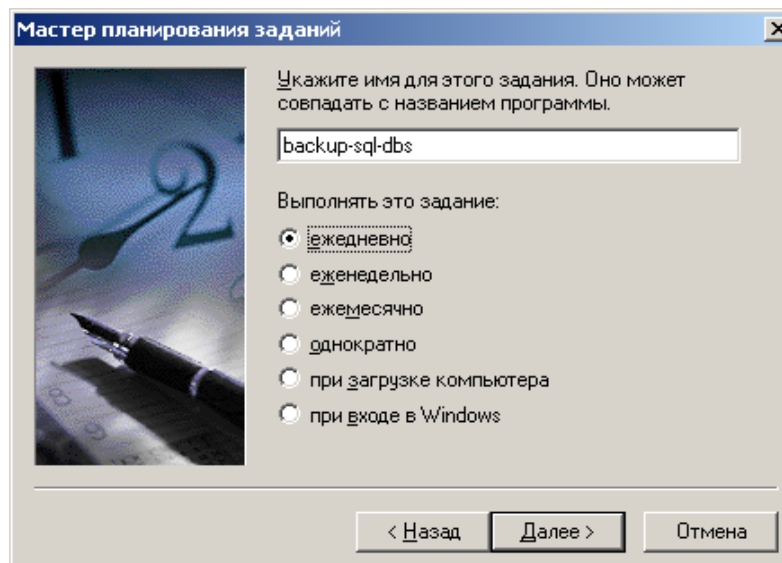 Мастер планирования заданий
Укажите имя для этого задания. Оно может
совпадать с названием программы.
backup-sql-dbs
Выполнять это задание:
ежедневно
еженедельно
ежемесячно
однократно
при загрузке компьютера
при входе в Windows
< Назад
Далее >
Отмена